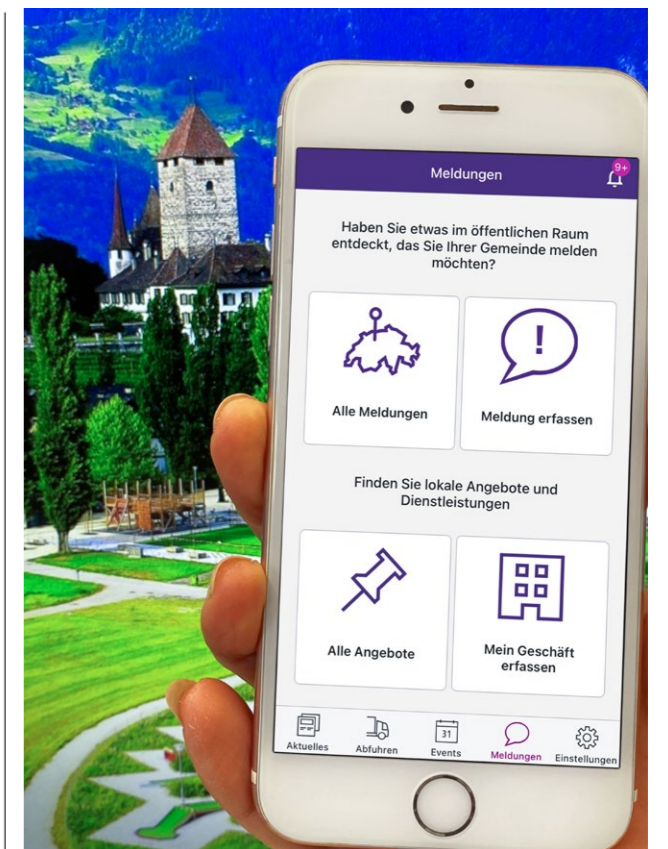 Meldungen
9+
Haben Sie etwas im öffentlichen Raum
entdeckt, das Sie Ihrer Gemeinde melden
möchten?
Alle Meldungen
Meldung erfassen
Finden Sie lokale Angebote und
Dienstleistungen
Alle Angebote
Mein Geschäft
erfassen
31
Aktuelles
Abfuhren
Events
Meldungen
Einstellungen